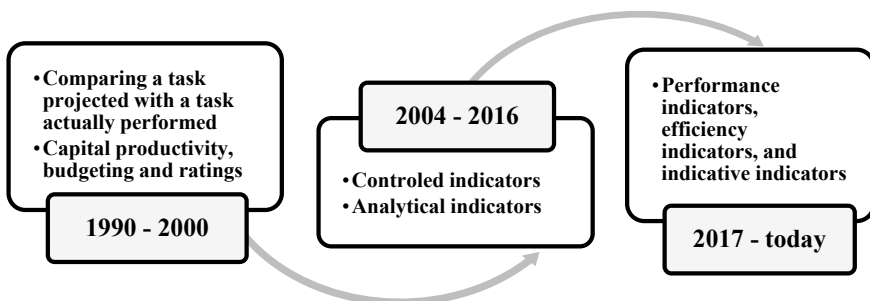 •Comparing a task
projected with a task
actually performed
•Capital productivity,
budgeting and ratings
1990 - 2000
2004 - 2016
•Controled indicators
•Analytical indicators
•Performance
indicators,
efficiency
indicators, and
indicative indicators
2017 - today